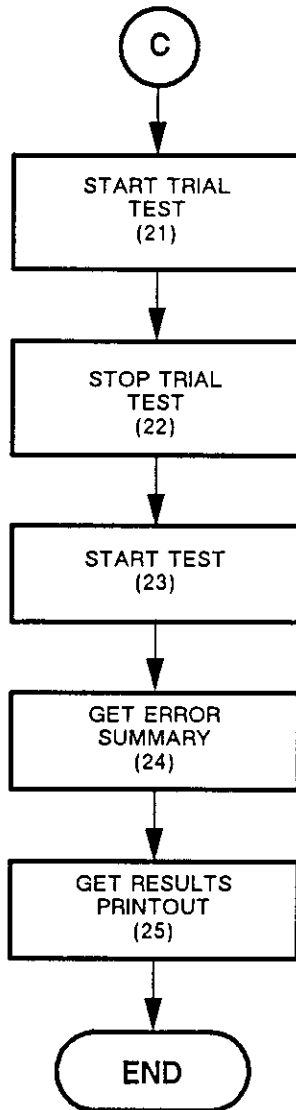 C
START TRIAL
TEST
(21)
STOP TRIAL
TEST
(22)
START TEST
(23)
GET ERROR
SUMMARY
(24)
GET RESULTS
PRINTOUT
(25)
END